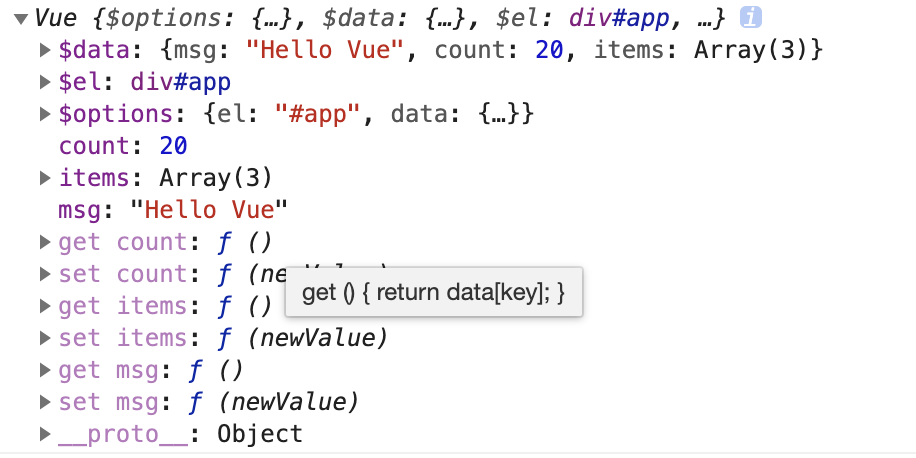 Vue {$options: {…}, $data: {…}, $el: div#app, …} i
$data: {msg: "Hello Vue", count: 20, items: Array(3)}
$el: div#app
$options: {el: "#app", data: {…}}
count: 20
items: Array(3)
msg: "Hello Vue"
get count: ƒ ()
set count: ƒ
get () { return data[key]; }
get items: ƒ ()
set items: ƒ (newValue)
get msg: ƒ ()
set msg: ƒ (newValue)
__proto__: Object